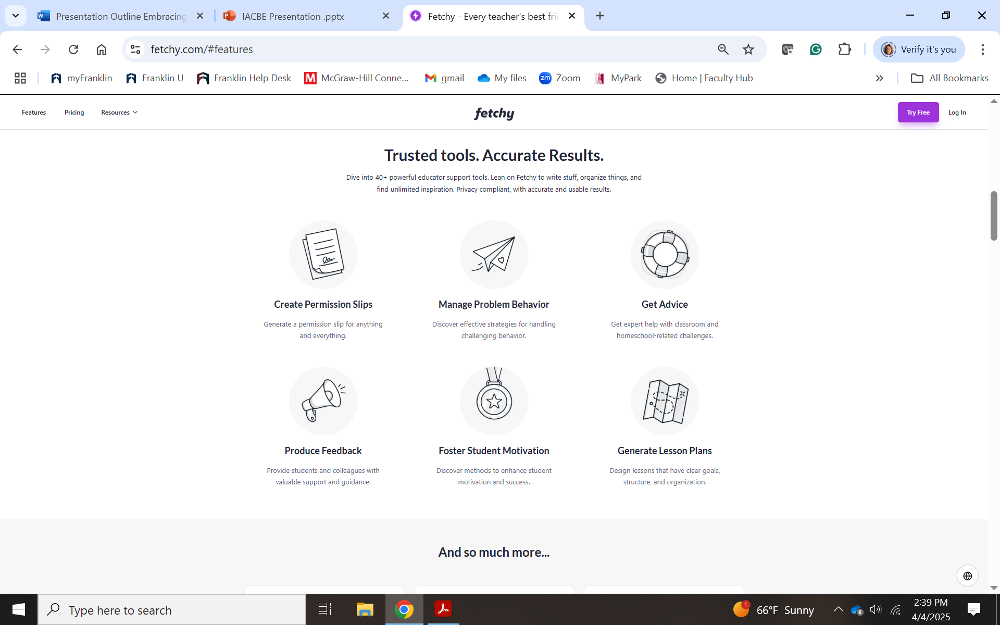 Presentation Outline Embracing
IACBE Presentation .pptx
Fetchy - Every teacher's best frie
fetchy.com/#features
Verify it's you
myFranklin
Franklin U
Franklin Help Desk
McGraw-Hill Conne...
gmail
My files
zm
Zoom
MyPark
Home | Faculty Hub
All Bookmarks
Features
Pricing
Resources
fetchy
Try Free
Log In
Trusted tools. Accurate Results.
Dive into 40+ powerful educator support tools. Lean on Fetchy to write stuff, organize things, and
find unlimited inspiration. Privacy compliant, with accurate and usable results.
Create Permission Slips
Generate a permission slip for anything
and everything.
Manage Problem Behavior
Discover effective strategies for handling
challenging behavior.
Get Advice
Get expert help with classroom and
homeschool-related challenges.
Produce Feedback
Provide students and colleagues with
valuable support and guidance.
Foster Student Motivation
Discover methods to enhance student
motivation and success.
Generate Lesson Plans
Design lessons that have clear goals,
structure, and organization.
And so much more...
Type here to search
1
66°F Sunny
2:39 PM
4/4/2025